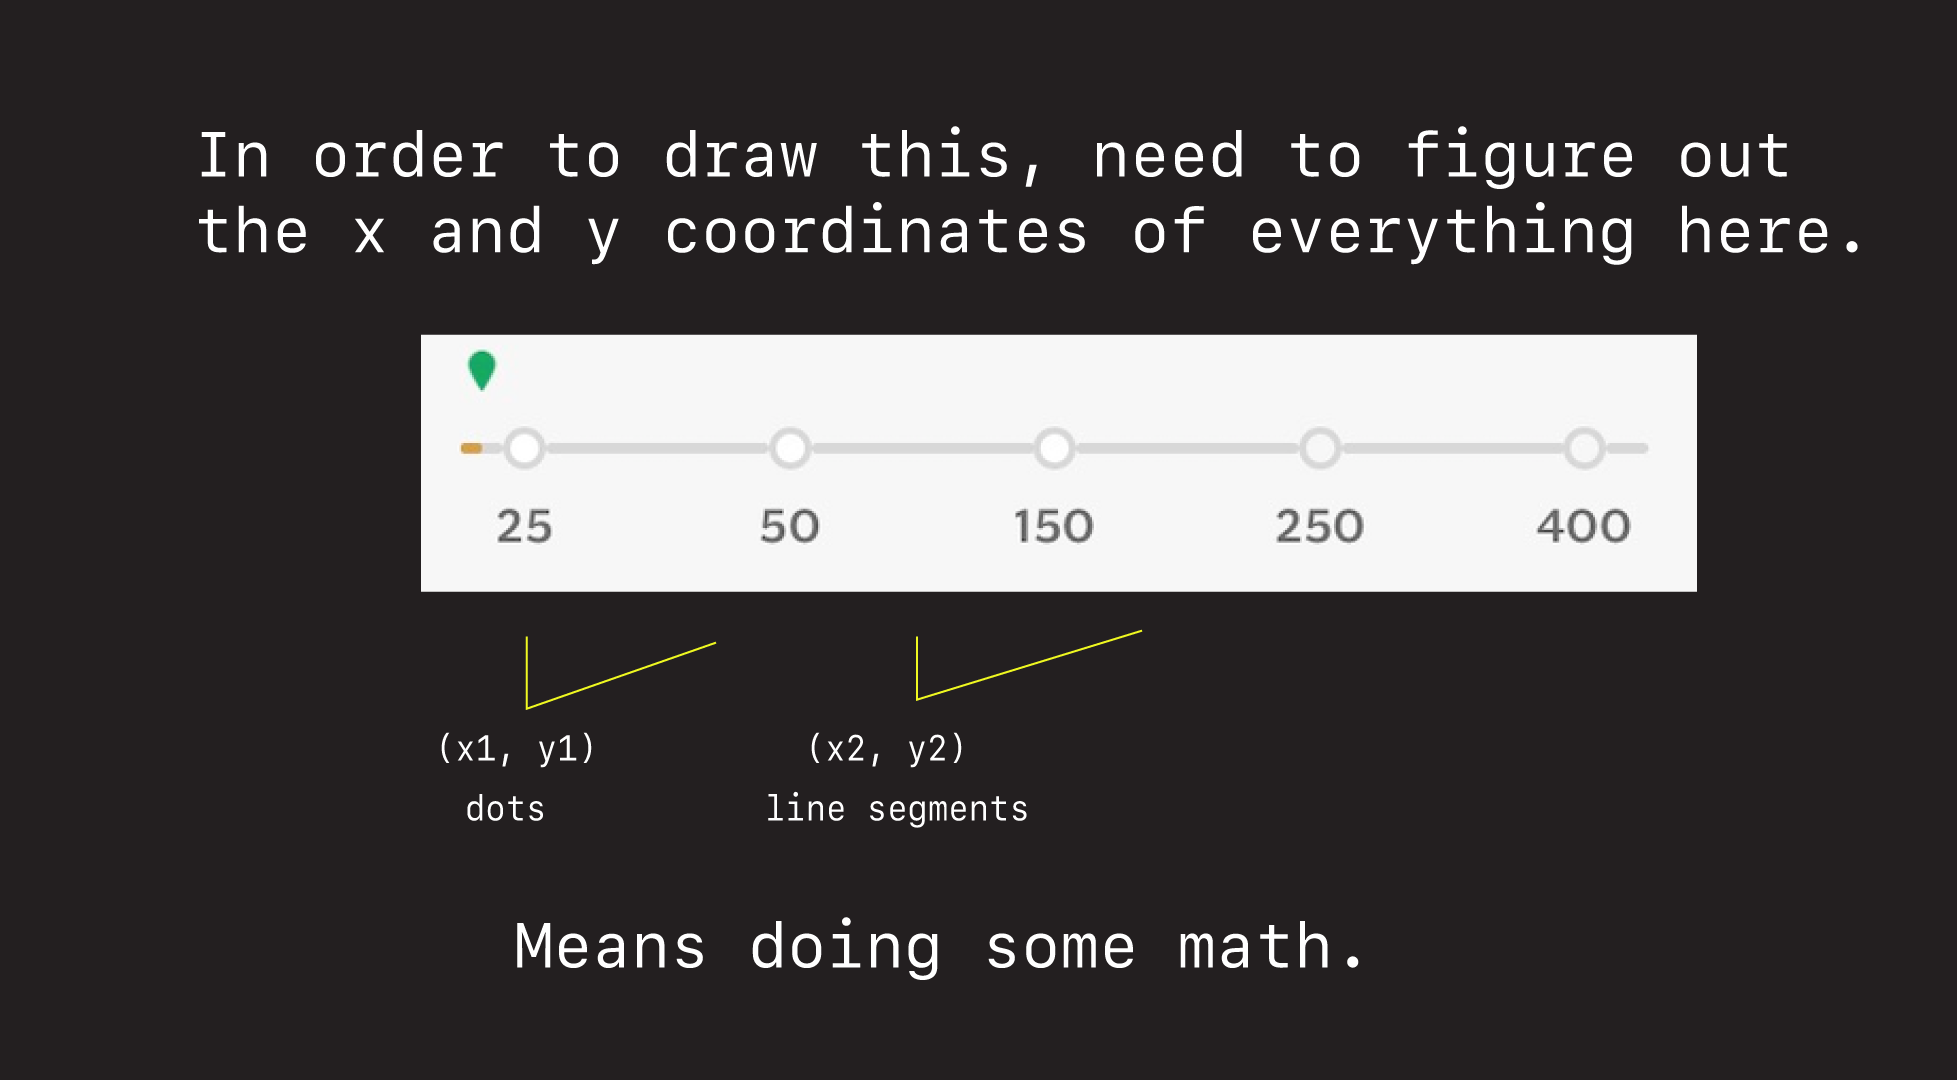 In order to draw this, need to figure out
the x and y coordinates of everything here.
25 50 150 250 400
(x1, y1) (x2, y2)
dots line segments
Means doing some math.